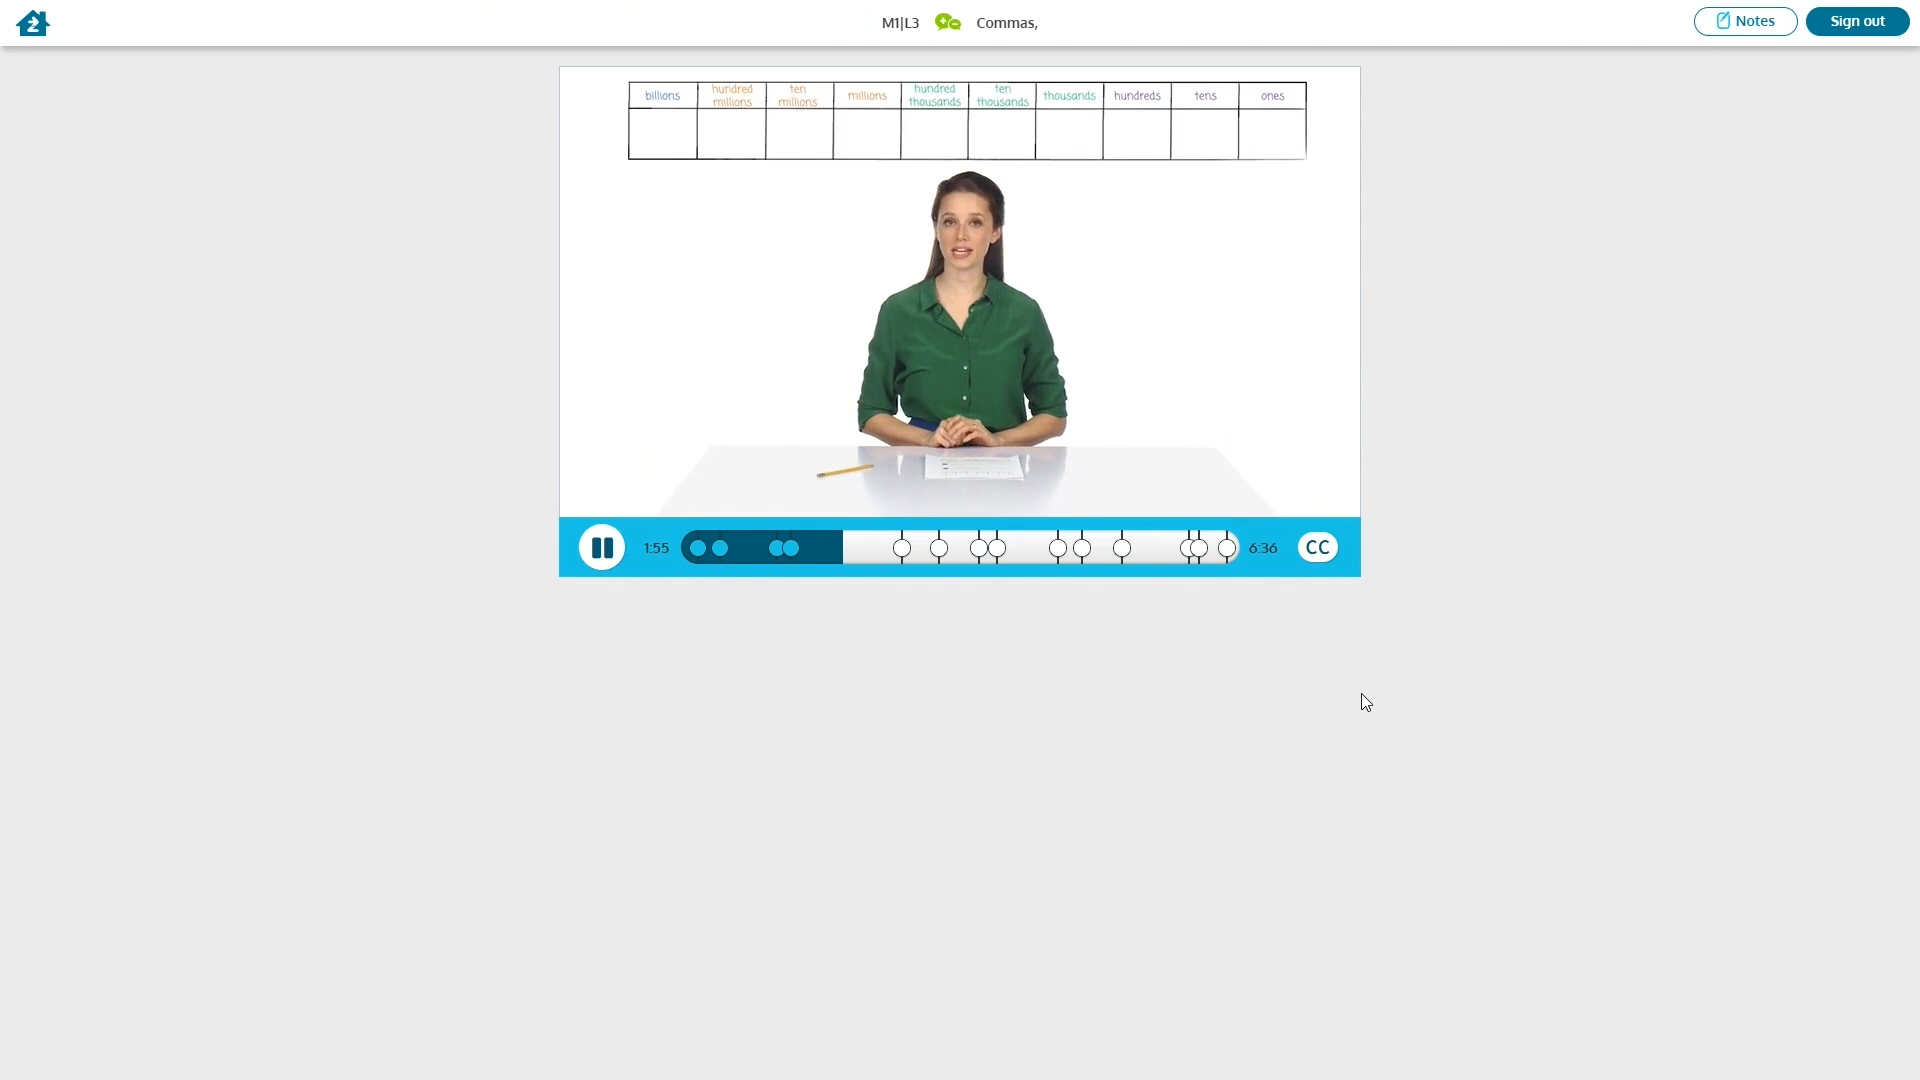 M1|L3 Commas,
Notes
Sign out
billions
hundred
millions
ten
millions
millions
hundred
thousands
ten
thousands
thousands
hundreds
tens
ones
1:55
6:36
CC